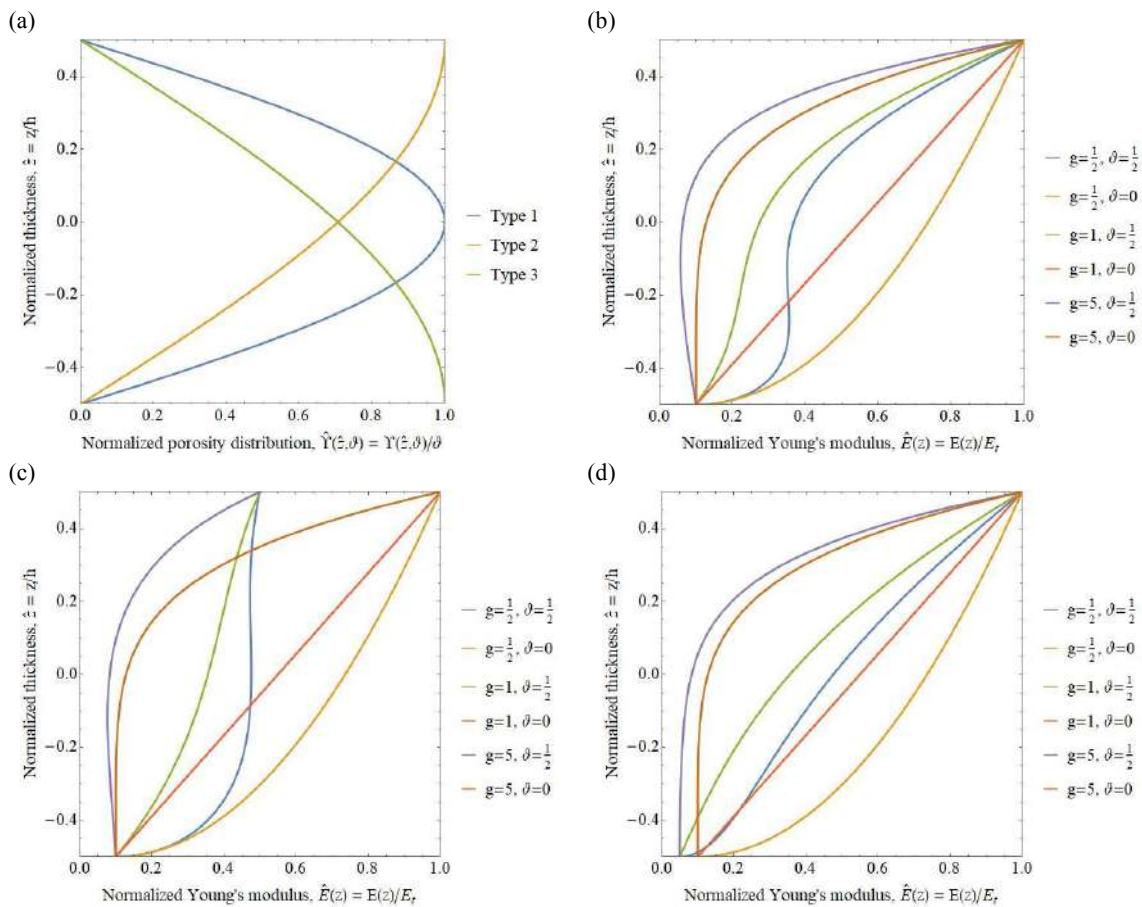 (a)
(b)
0.4
0.2
0.0
−0.2
−0.4
Normalized thickness, ẑ = z/h
0.0 0.2 0.4 0.6 0.8 1.0
Normalized porosity distribution, Υ̂(ẑ,ϑ) = Υ(ẑ,ϑ)/ϑ
Type 1
Type 2
Type 3
0.4
0.2
0.0
−0.2
−0.4
Normalized thickness, ẑ = z/h
0.0 0.2 0.4 0.6 0.8 1.0
Normalized Young's modulus, Ê(z) = E(z)/Eₜ
g=½, ϑ=½
g=½, ϑ=0
g=1, ϑ=½
g=1, ϑ=0
g=5, ϑ=½
g=5, ϑ=0
(c)
(d)
0.4
0.2
0.0
−0.2
−0.4
Normalized thickness, ẑ = z/h
0.0 0.2 0.4 0.6 0.8 1.0
Normalized Young's modulus, Ê(z) = E(z)/Eₜ
g=½, ϑ=½
g=½, ϑ=0
g=1, ϑ=½
g=1, ϑ=0
g=5, ϑ=½
g=5, ϑ=0
0.4
0.2
0.0
−0.2
−0.4
Normalized thickness, ẑ = z/h
0.0 0.2 0.4 0.6 0.8 1.0
Normalized Young's modulus, Ê(z) = E(z)/Eₜ
g=½, ϑ=½
g=½, ϑ=0
g=1, ϑ=½
g=1, ϑ=0
g=5, ϑ=½
g=5, ϑ=0